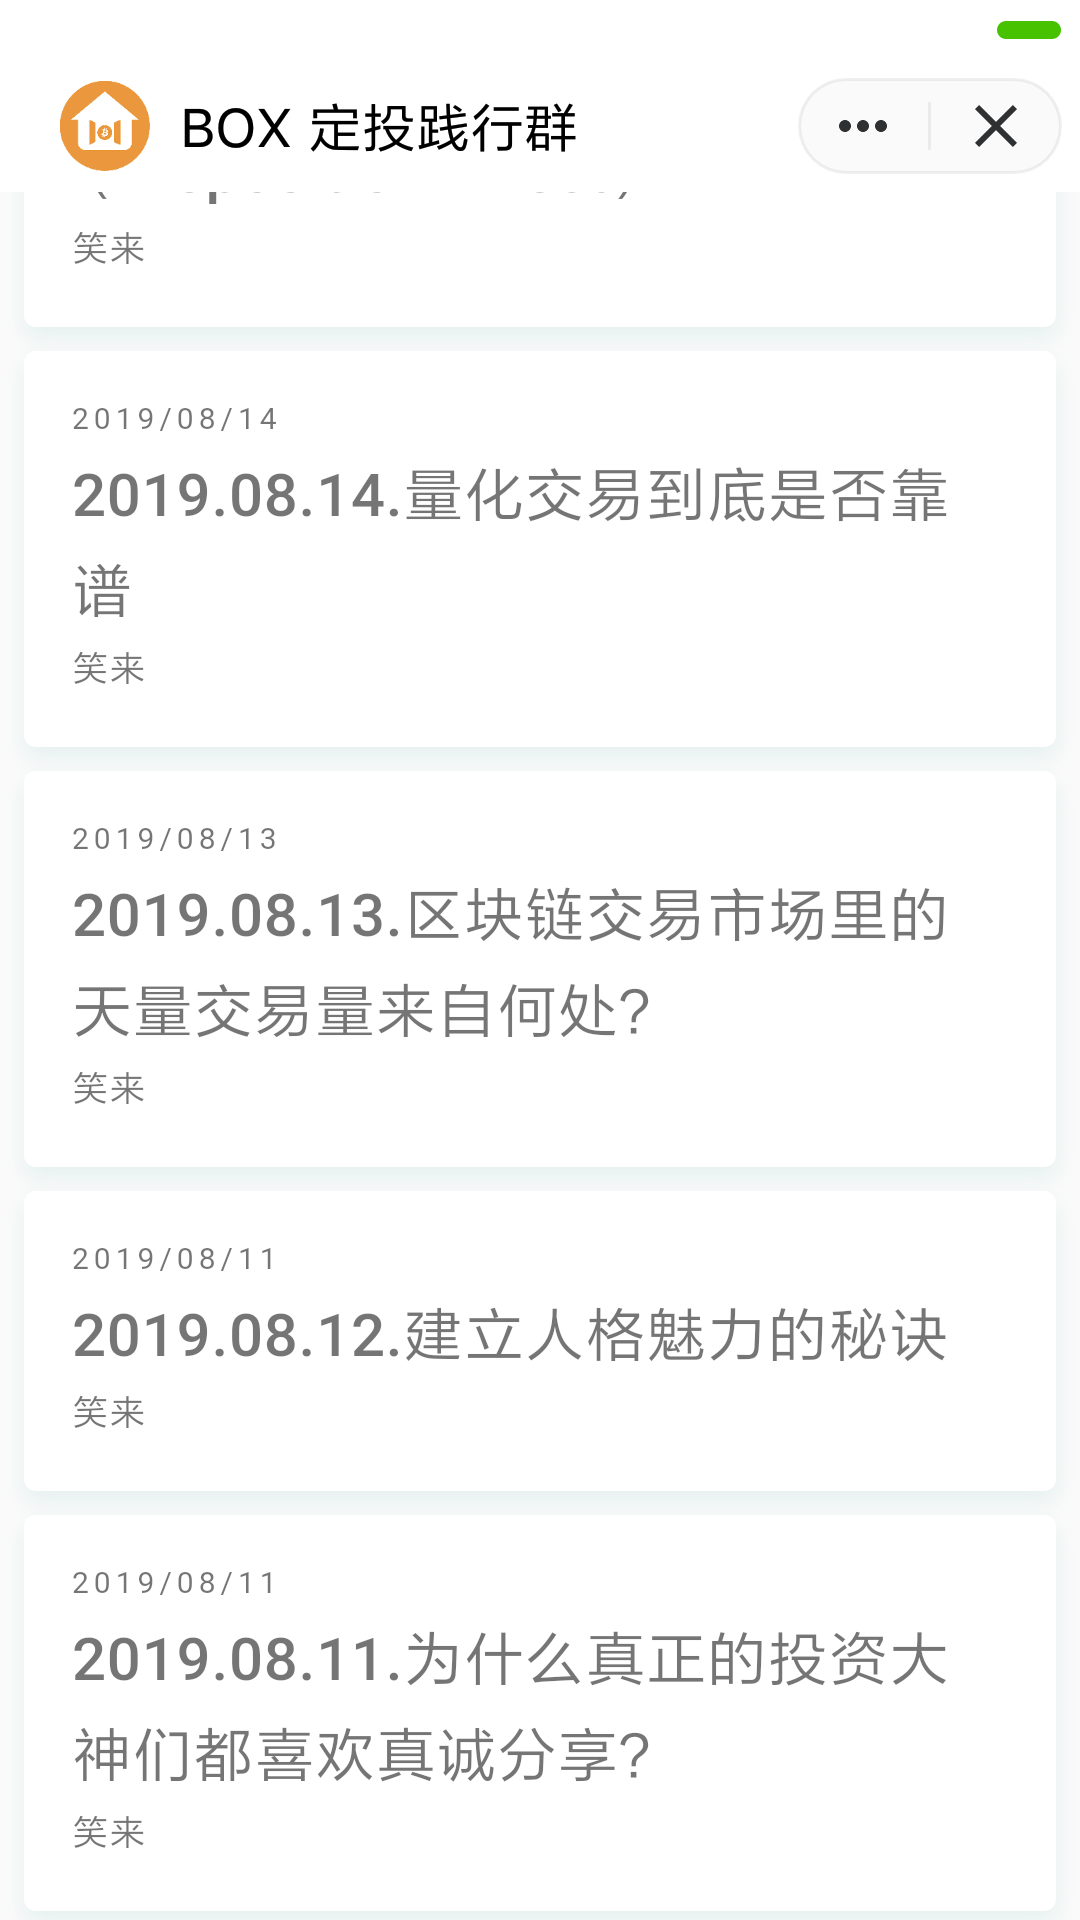 BOX 定投践行群
笑来
2019/08/14
2019.08.14.量化交易到底是否靠
谱
笑来
2019/08/13
2019.08.13.区块链交易市场里的
天量交易量来自何处?
笑来
2019/08/11
2019.08.12.建立人格魅力的秘诀
笑来
2019/08/11
2019.08.11.为什么真正的投资大
神们都喜欢真诚分享?
笑来